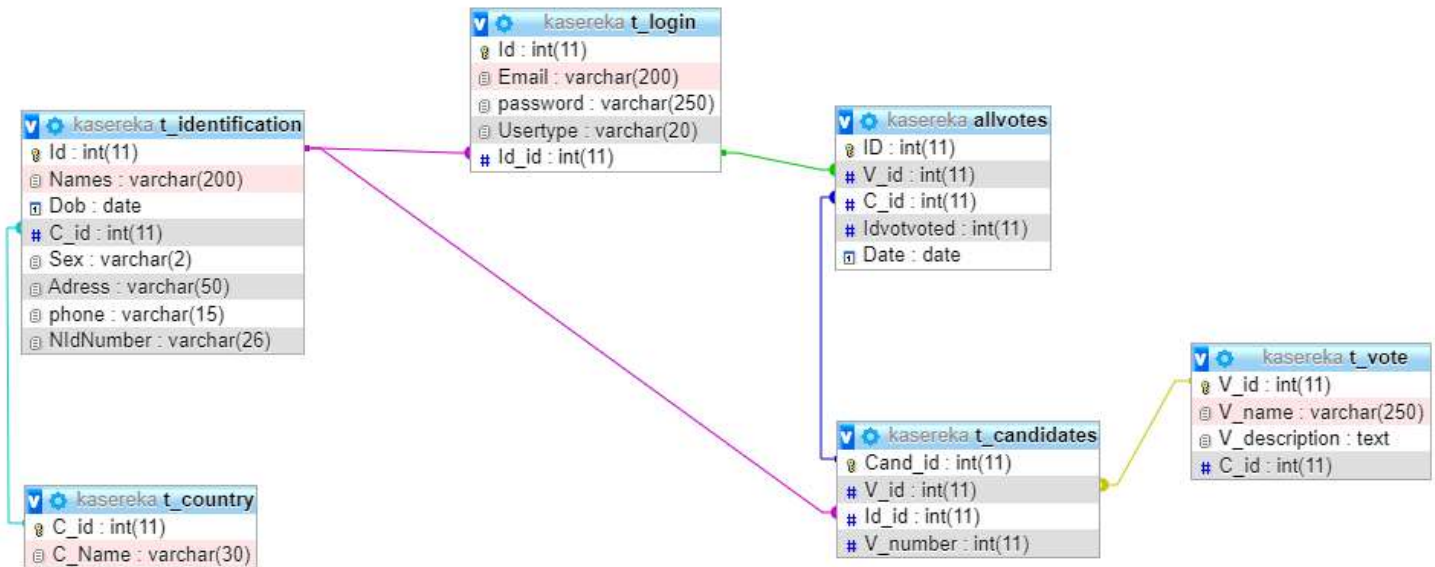 kasereka t_login
Id : int(11)
Email : varchar(200)
password : varchar(250)
Usertype : varchar(20)
# Id_id : int(11)
kasereka t_identification
Id : int(11)
Names : varchar(200)
Dob : date
# C_id : int(11)
Sex : varchar(2)
Adress : varchar(50)
phone : varchar(15)
NIdNumber : varchar(26)
kasereka allvotes
ID : int(11)
# V_id : int(11)
# C_id : int(11)
# Idvotvoted : int(11)
Date : date
kasereka t_vote
V_id : int(11)
V_name : varchar(250)
V_description : text
# C_id : int(11)
kasereka t_candidates
Cand_id : int(11)
# V_id : int(11)
# Id_id : int(11)
# V_number : int(11)
kasereka t_country
C_id : int(11)
C_Name : varchar(30)